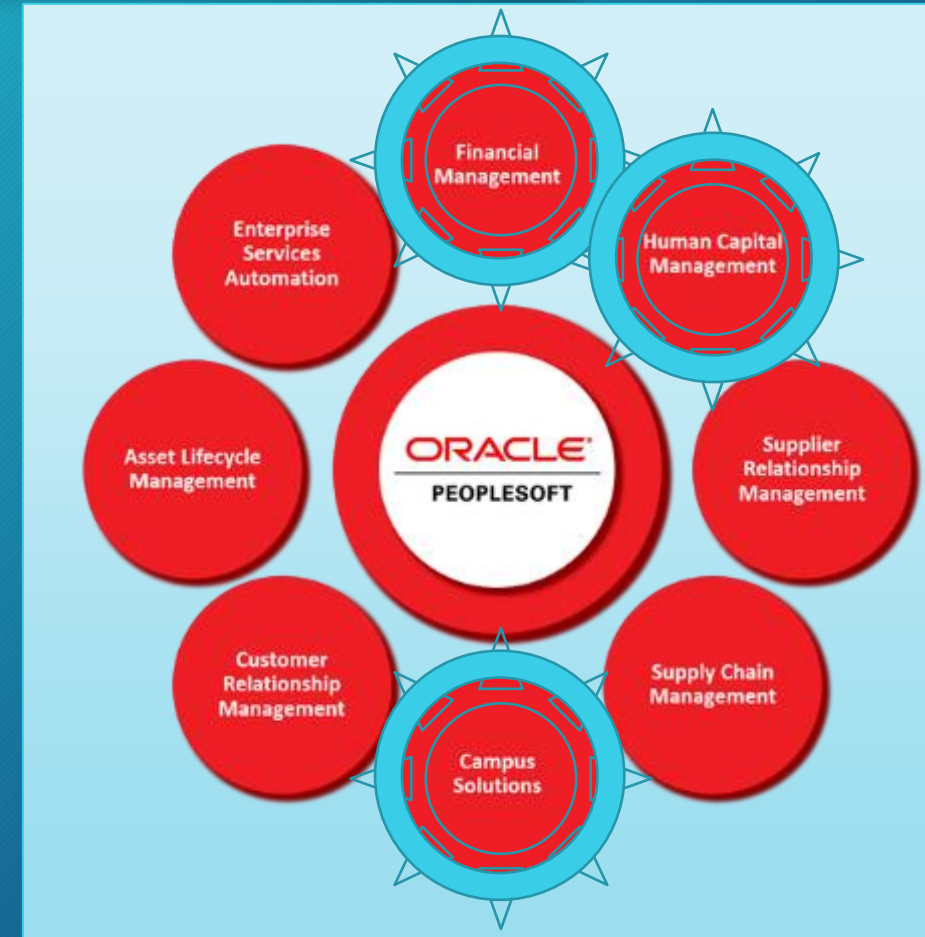 Financial
Management
Human Capital
Management
Enterprise
Services
Automation
Asset Lifecycle
Management
ORACLE®
PEOPLESOFT
Supplier
Relationship
Management
Customer
Relationship
Management
Supply Chain
Management
Campus
Solutions